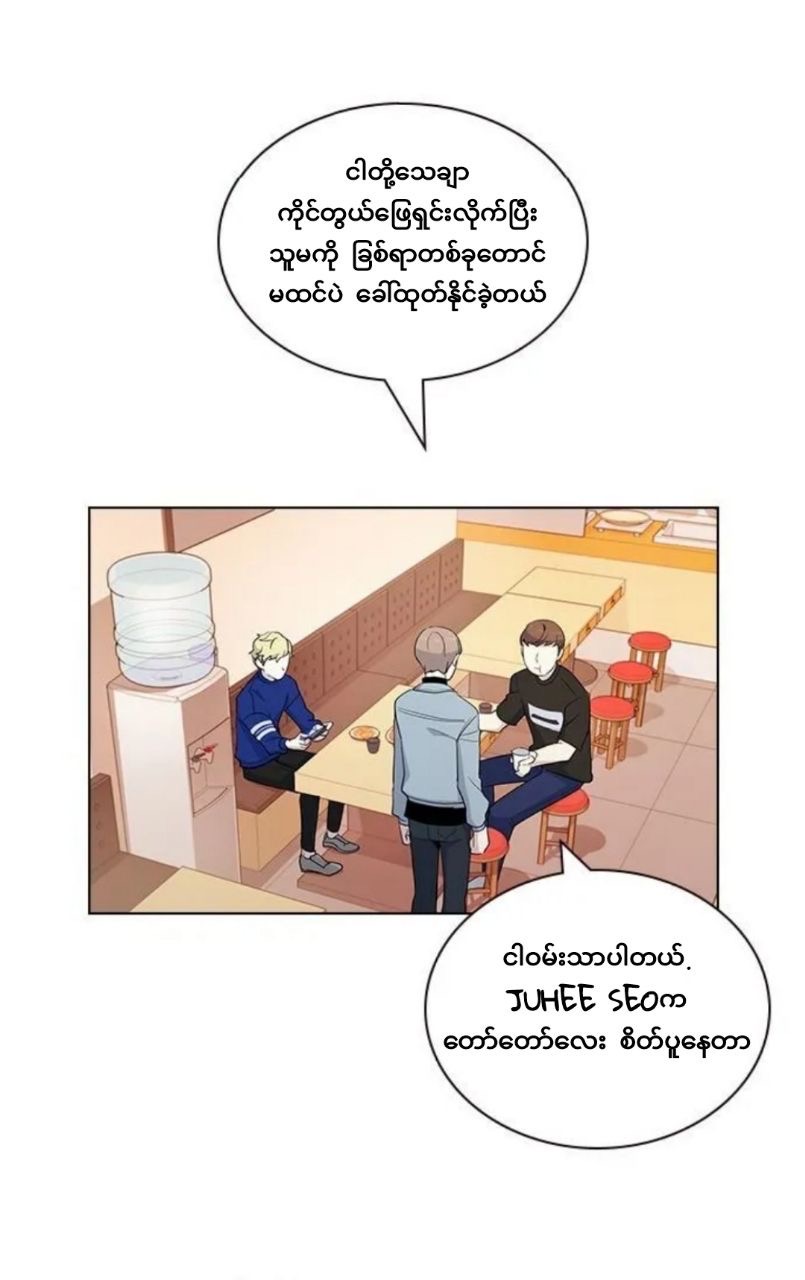 ငါတို့သေချာ
ကိုင်တွယ်ဖြေရှင်းလိုက်ပြီး
သူမကို ခြစ်ရာတစ်ခုတောင်
မထင်ပဲ ခေါ်ထုတ်နိုင်ခဲ့တယ်
ငါဝမ်းသာပါတယ်.
JUHEE SEOက
တော်တော်လေး စိတ်ပူနေတာ